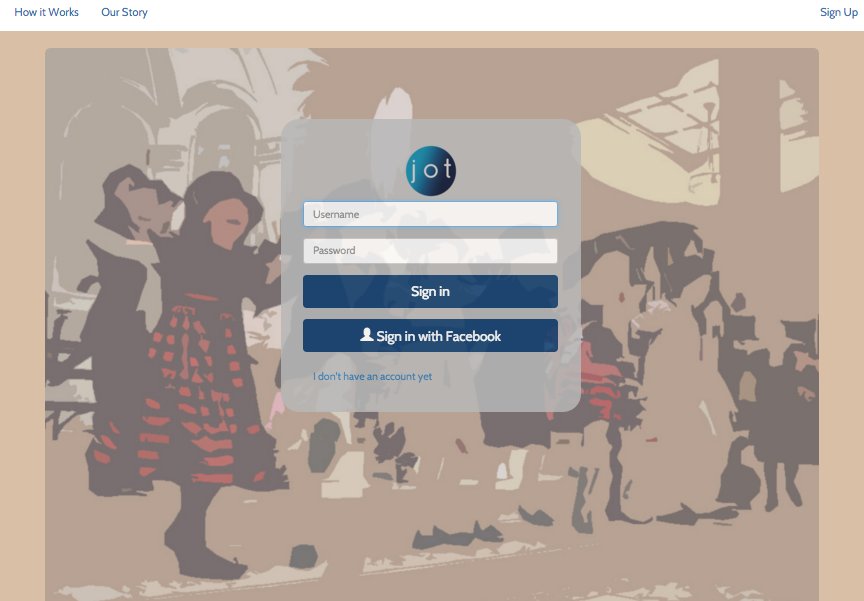 How it Works
Our Story
Sign Up
jot
Username
Password
Sign in
Sign in with Facebook
I don't have an account yet